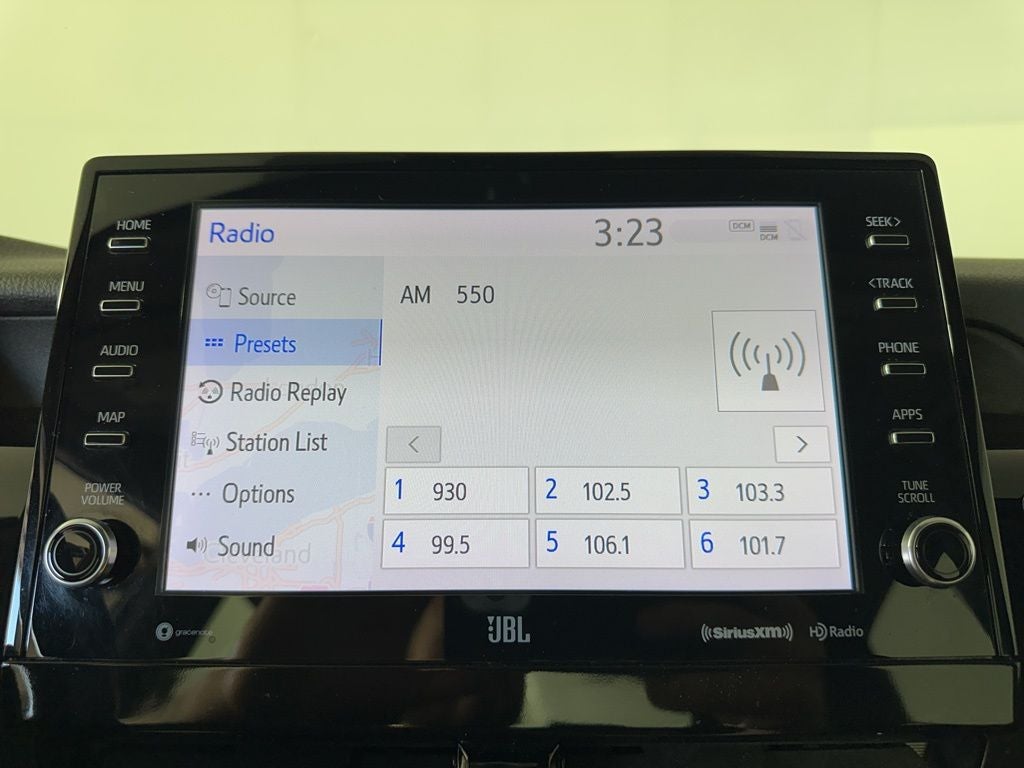 HOME
MENU
AUDIO
MAP
POWER
VOLUME
Radio
3:23
DCM
DCM
Source
Presets
Radio Replay
Station List
Options
Sound
Cleveland
AM 550
<
>
1 930
2 102.5
3 103.3
4 99.5
5 106.1
6 101.7
SEEK>
<TRACK
PHONE
APPS
TUNE
SCROLL
gracenote
JBL
((SiriusXM))
HD Radio